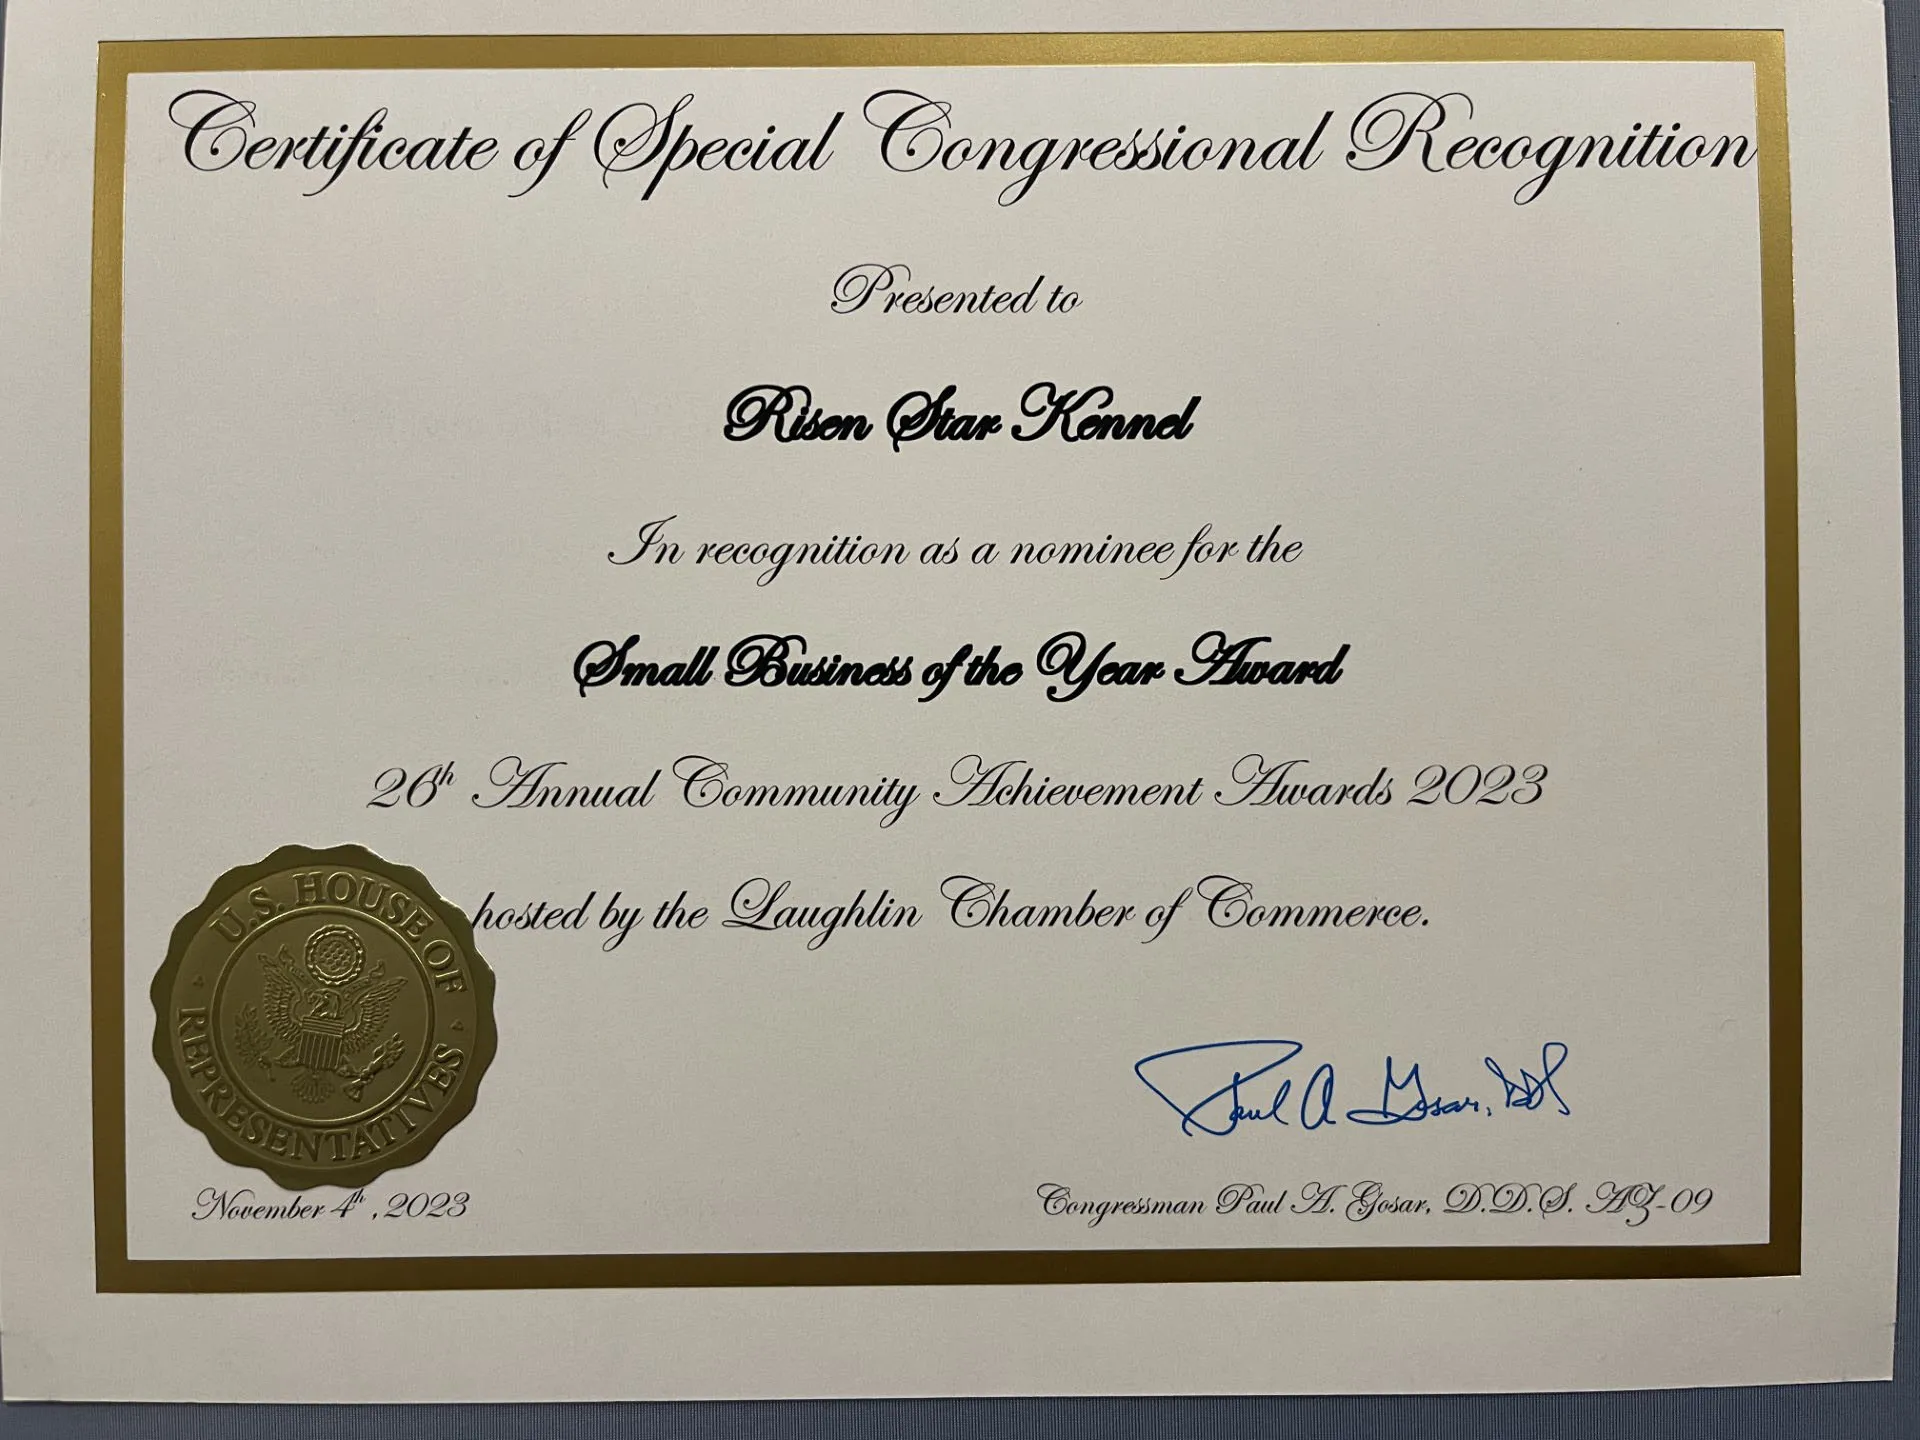 Certificate of Special Congressional Recognition
Presented to
Risen Star Kennel
In recognition as a nominee for the
Small Business of the Year Award
26th Annual Community Achievement Awards 2023
hosted by the Laughlin Chamber of Commerce.
U.S. HOUSE OF REPRESENTATIVES
Paul A Gosar, DDS
November 4th, 2023
Congressman Paul A. Gosar, D.D.S. AZ-09